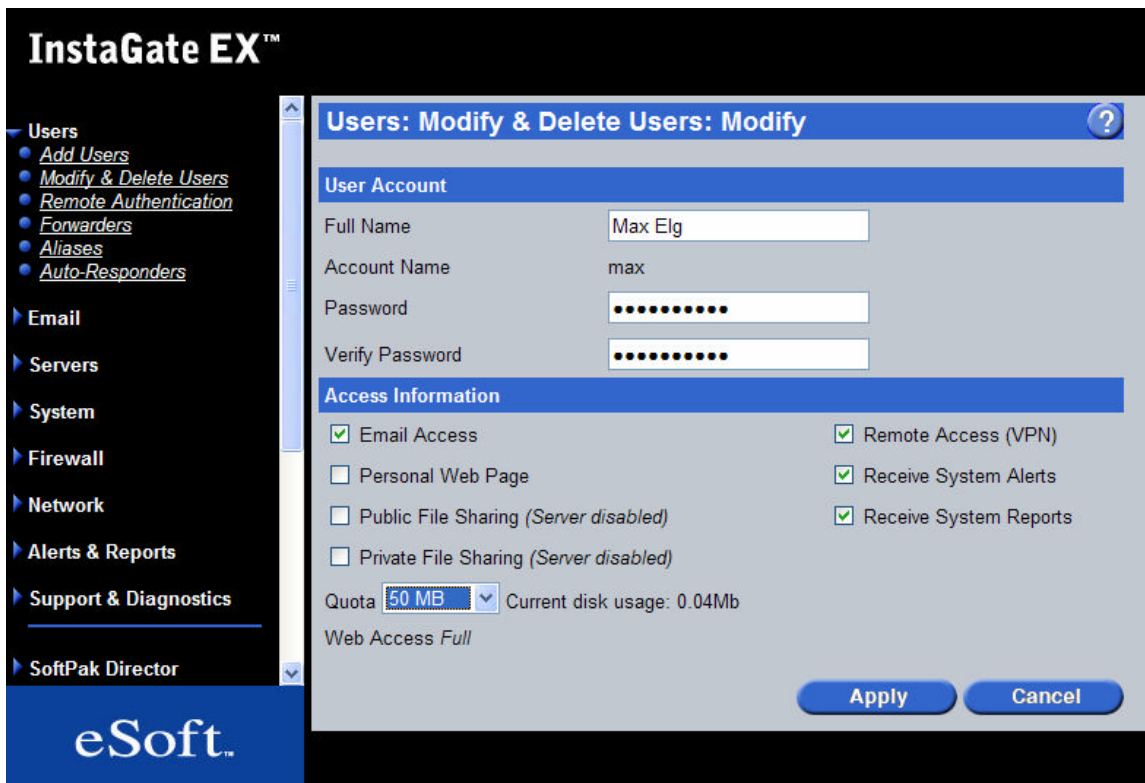 InstaGate EX™
Users
Add Users
Modify & Delete Users
Remote Authentication
Forwarders
Aliases
Auto-Responders
Email
Servers
System
Firewall
Network
Alerts & Reports
Support & Diagnostics
SoftPak Director
eSoft™
Users: Modify & Delete Users: Modify
?
User Account
Full Name Max Elg
Account Name max
Password ••••••••••
Verify Password ••••••••••
Access Information
Email Access
Remote Access (VPN)
Personal Web Page
Receive System Alerts
Public File Sharing (Server disabled)
Receive System Reports
Private File Sharing (Server disabled)
Quota 50 MB Current disk usage: 0.04Mb
Web Access Full
Apply
Cancel